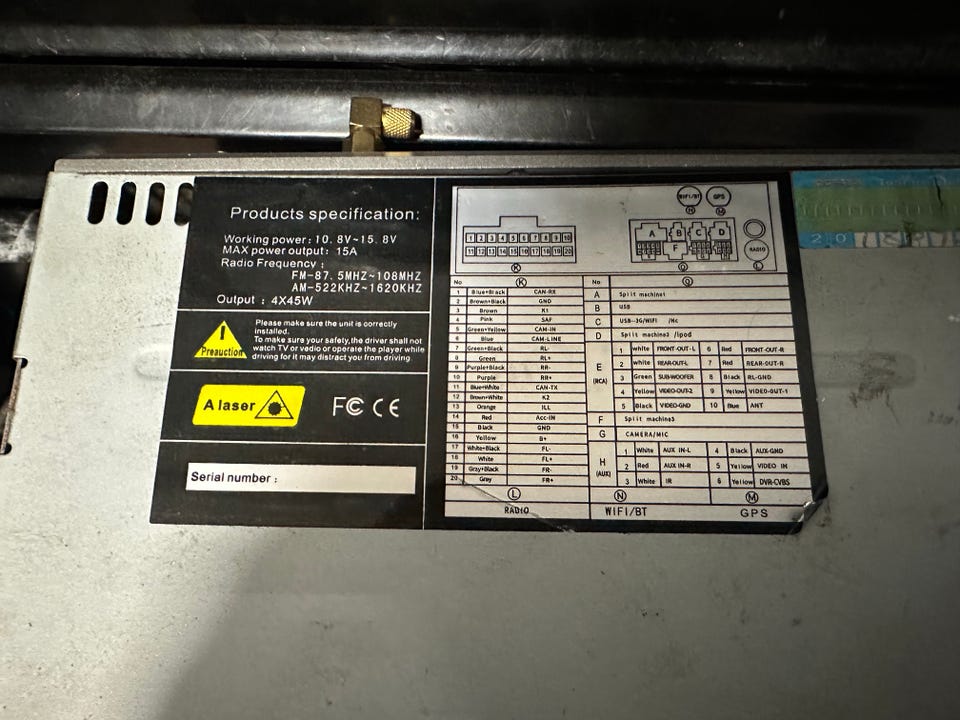 Products specification:
Working power: 10. 8V~15. 8V
MAX power output: 15A
Radio Frequency :
FM-87. 5MHZ~108MHZ
AM-522KHZ~1620KHZ
Output : 4X45W
Preauction
Please make sure the unit is correctly
installed.
To make sure your safety,the driver shall not
watch TV or vedio or operate the player while
driving for it may distract you from driving.
A laser
FC CE
Serial number :
WIFI/BT GPS
N M
1 2 3 4 5 6 7 8 9 10
11 12 13 14 15 16 17 18 19 20
K
A B C D
F
Q
RADIO
L
No K
1 Blue+Black CAN-RX
2 Brown+Black GND
3 Brown K1
4 Pink SAF
5 Green+Yellow CAM-IN
6 Blue CAM-LINE
7 Green+Black RL-
8 Green RL+
9 Purple+Black RR-
10 Purple RR+
11 Blue+White CAN-TX
12 Brown+White K2
13 Orange ILL
14 Red Acc-IN
15 Black GND
16 Yellow B+
17 White+Black FL-
18 White FL+
19 Gray+Black FR-
20 Gray FR+
L
RADIO
No Q
A Split machine1
B USB
C USB-3G/WIFI /Nc
D Split machine2 /ipod
E (RCA)
1 white FRONT-OUT-L 6 Red FRONT-OUT-R
2 white REAR-OUT-L 7 Red REAR-OUT-R
3 Green SUB-WOOFER 8 Black RL-GND
4 Yellow VIDEO-OUT-2 9 Yellow VIDEO-OUT-1
5 Black VIDEO-GND 10 Blue ANT
F Split machine3
G CAMERA/MIC
H (AUX)
1 White AUX IN-L 4 Black AUX-GND
2 Red AUX IN-R 5 Yellow VIDEO IN
3 White IR 6 Yellow DVR-CVBS
N M
WIFI/BT GPS